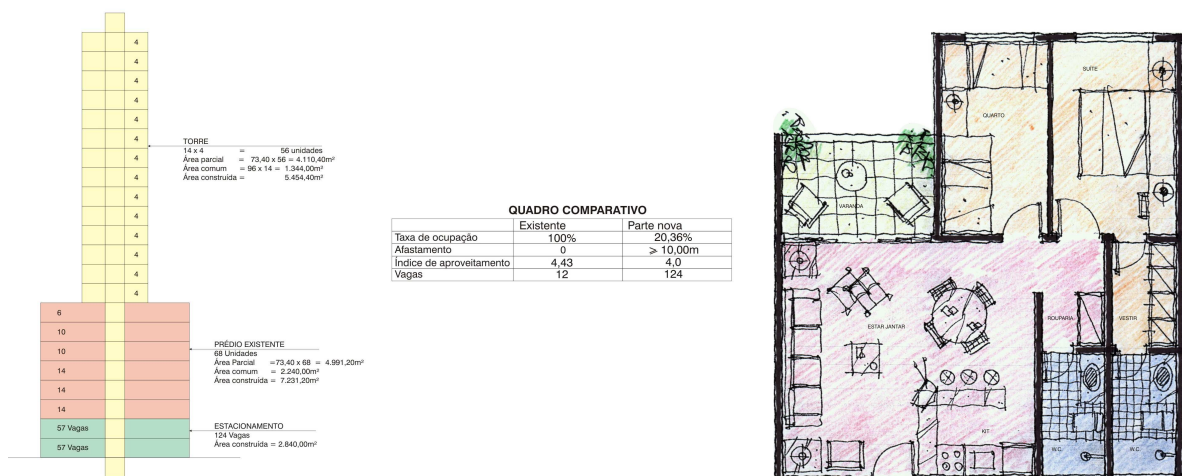 4
4
4
4
4
4
4
4
4
4
4
4
4
4
TORRE
14 x 4 = 56 unidades
Área parcial = 73,40 x 56 = 4.110,40m²
Área comum = 96 x 14 = 1.344,00m²
Área construída = 5.454,40m²
6
10
10
14
14
14
57 Vagas
57 Vagas
PRÉDIO EXISTENTE
68 Unidades
Área Parcial =73,40 x 68 = 4.991,20m²
Área comum = 2.240,00m²
Área construída = 7.231,20m²
ESTACIONAMENTO
124 Vagas
Área construída = 2.840,00m²
QUADRO COMPARATIVO
Existente Parte nova
Taxa de ocupação 100% 20,36%
Afastamento 0 ⩾ 10,00m
Índice de aproveitamento 4,43 4,0
Vagas 12 124
SUÍTE
QUARTO
VARANDA
ESTAR JANTAR
ROUPARIA
VESTIR
KIT
W.C.
W.C.